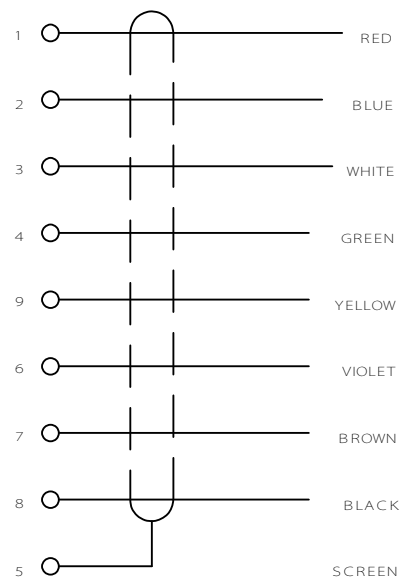 1 RED
2 BLUE
3 WHITE
4 GREEN
9 YELLOW
6 VIOLET
7 BROWN
8 BLACK
5 SCREEN